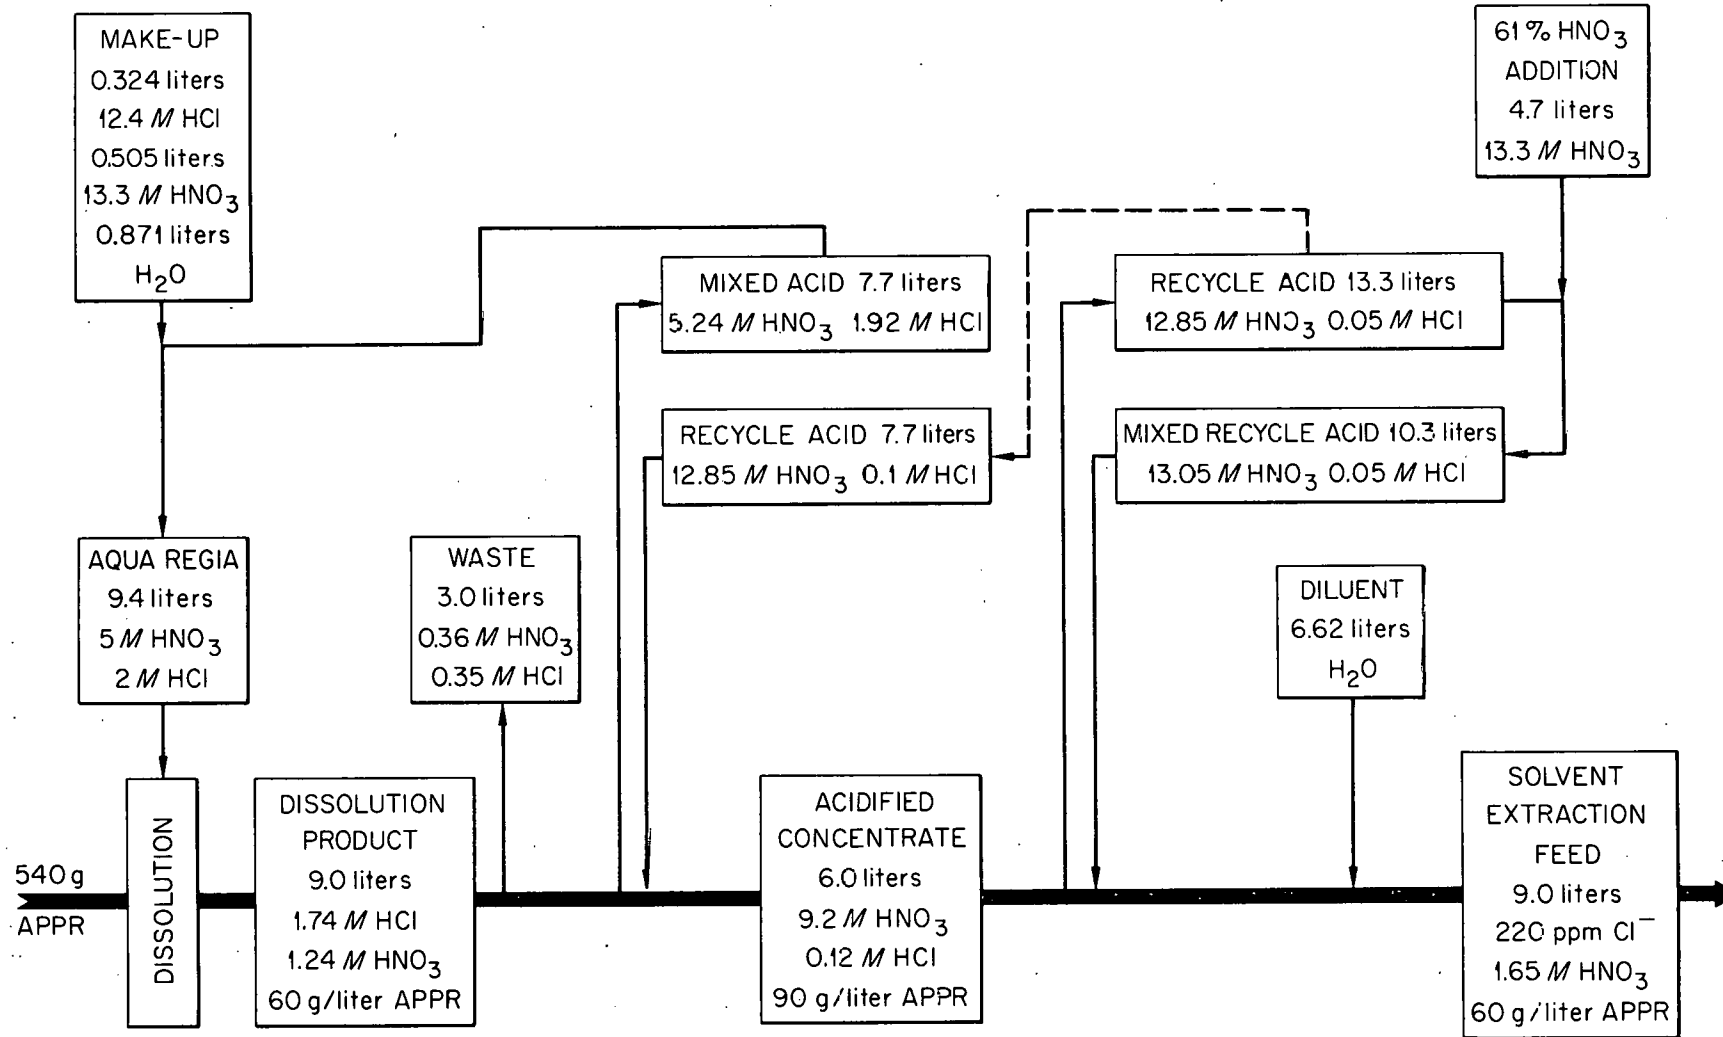 MAKE-UP
0.324 liters
12.4 M HCl
0.505 liters
13.3 M HNO3
0.871 liters
H2O
61% HNO3
ADDITION
4.7 liters
13.3 M HNO3
MIXED ACID 7.7 liters
5.24 M HNO3 1.92 M HCl
RECYCLE ACID 13.3 liters
12.85 M HNO3 0.05 M HCl
RECYCLE ACID 7.7 liters
12.85 M HNO3 0.1 M HCl
MIXED RECYCLE ACID 10.3 liters
13.05 M HNO3 0.05 M HCl
AQUA REGIA
9.4 liters
5 M HNO3
2 M HCl
WASTE
3.0 liters
0.36 M HNO3
0.35 M HCl
DILUENT
6.62 liters
H2O
540 g
APPR
DISSOLUTION
DISSOLUTION
PRODUCT
9.0 liters
1.74 M HCl
1.24 M HNO3
60 g/liter APPR
ACIDIFIED
CONCENTRATE
6.0 liters
9.2 M HNO3
0.12 M HCl
90 g/liter APPR
SOLVENT
EXTRACTION
FEED
9.0 liters
220 ppm Cl⁻
1.65 M HNO3
60 g/liter APPR